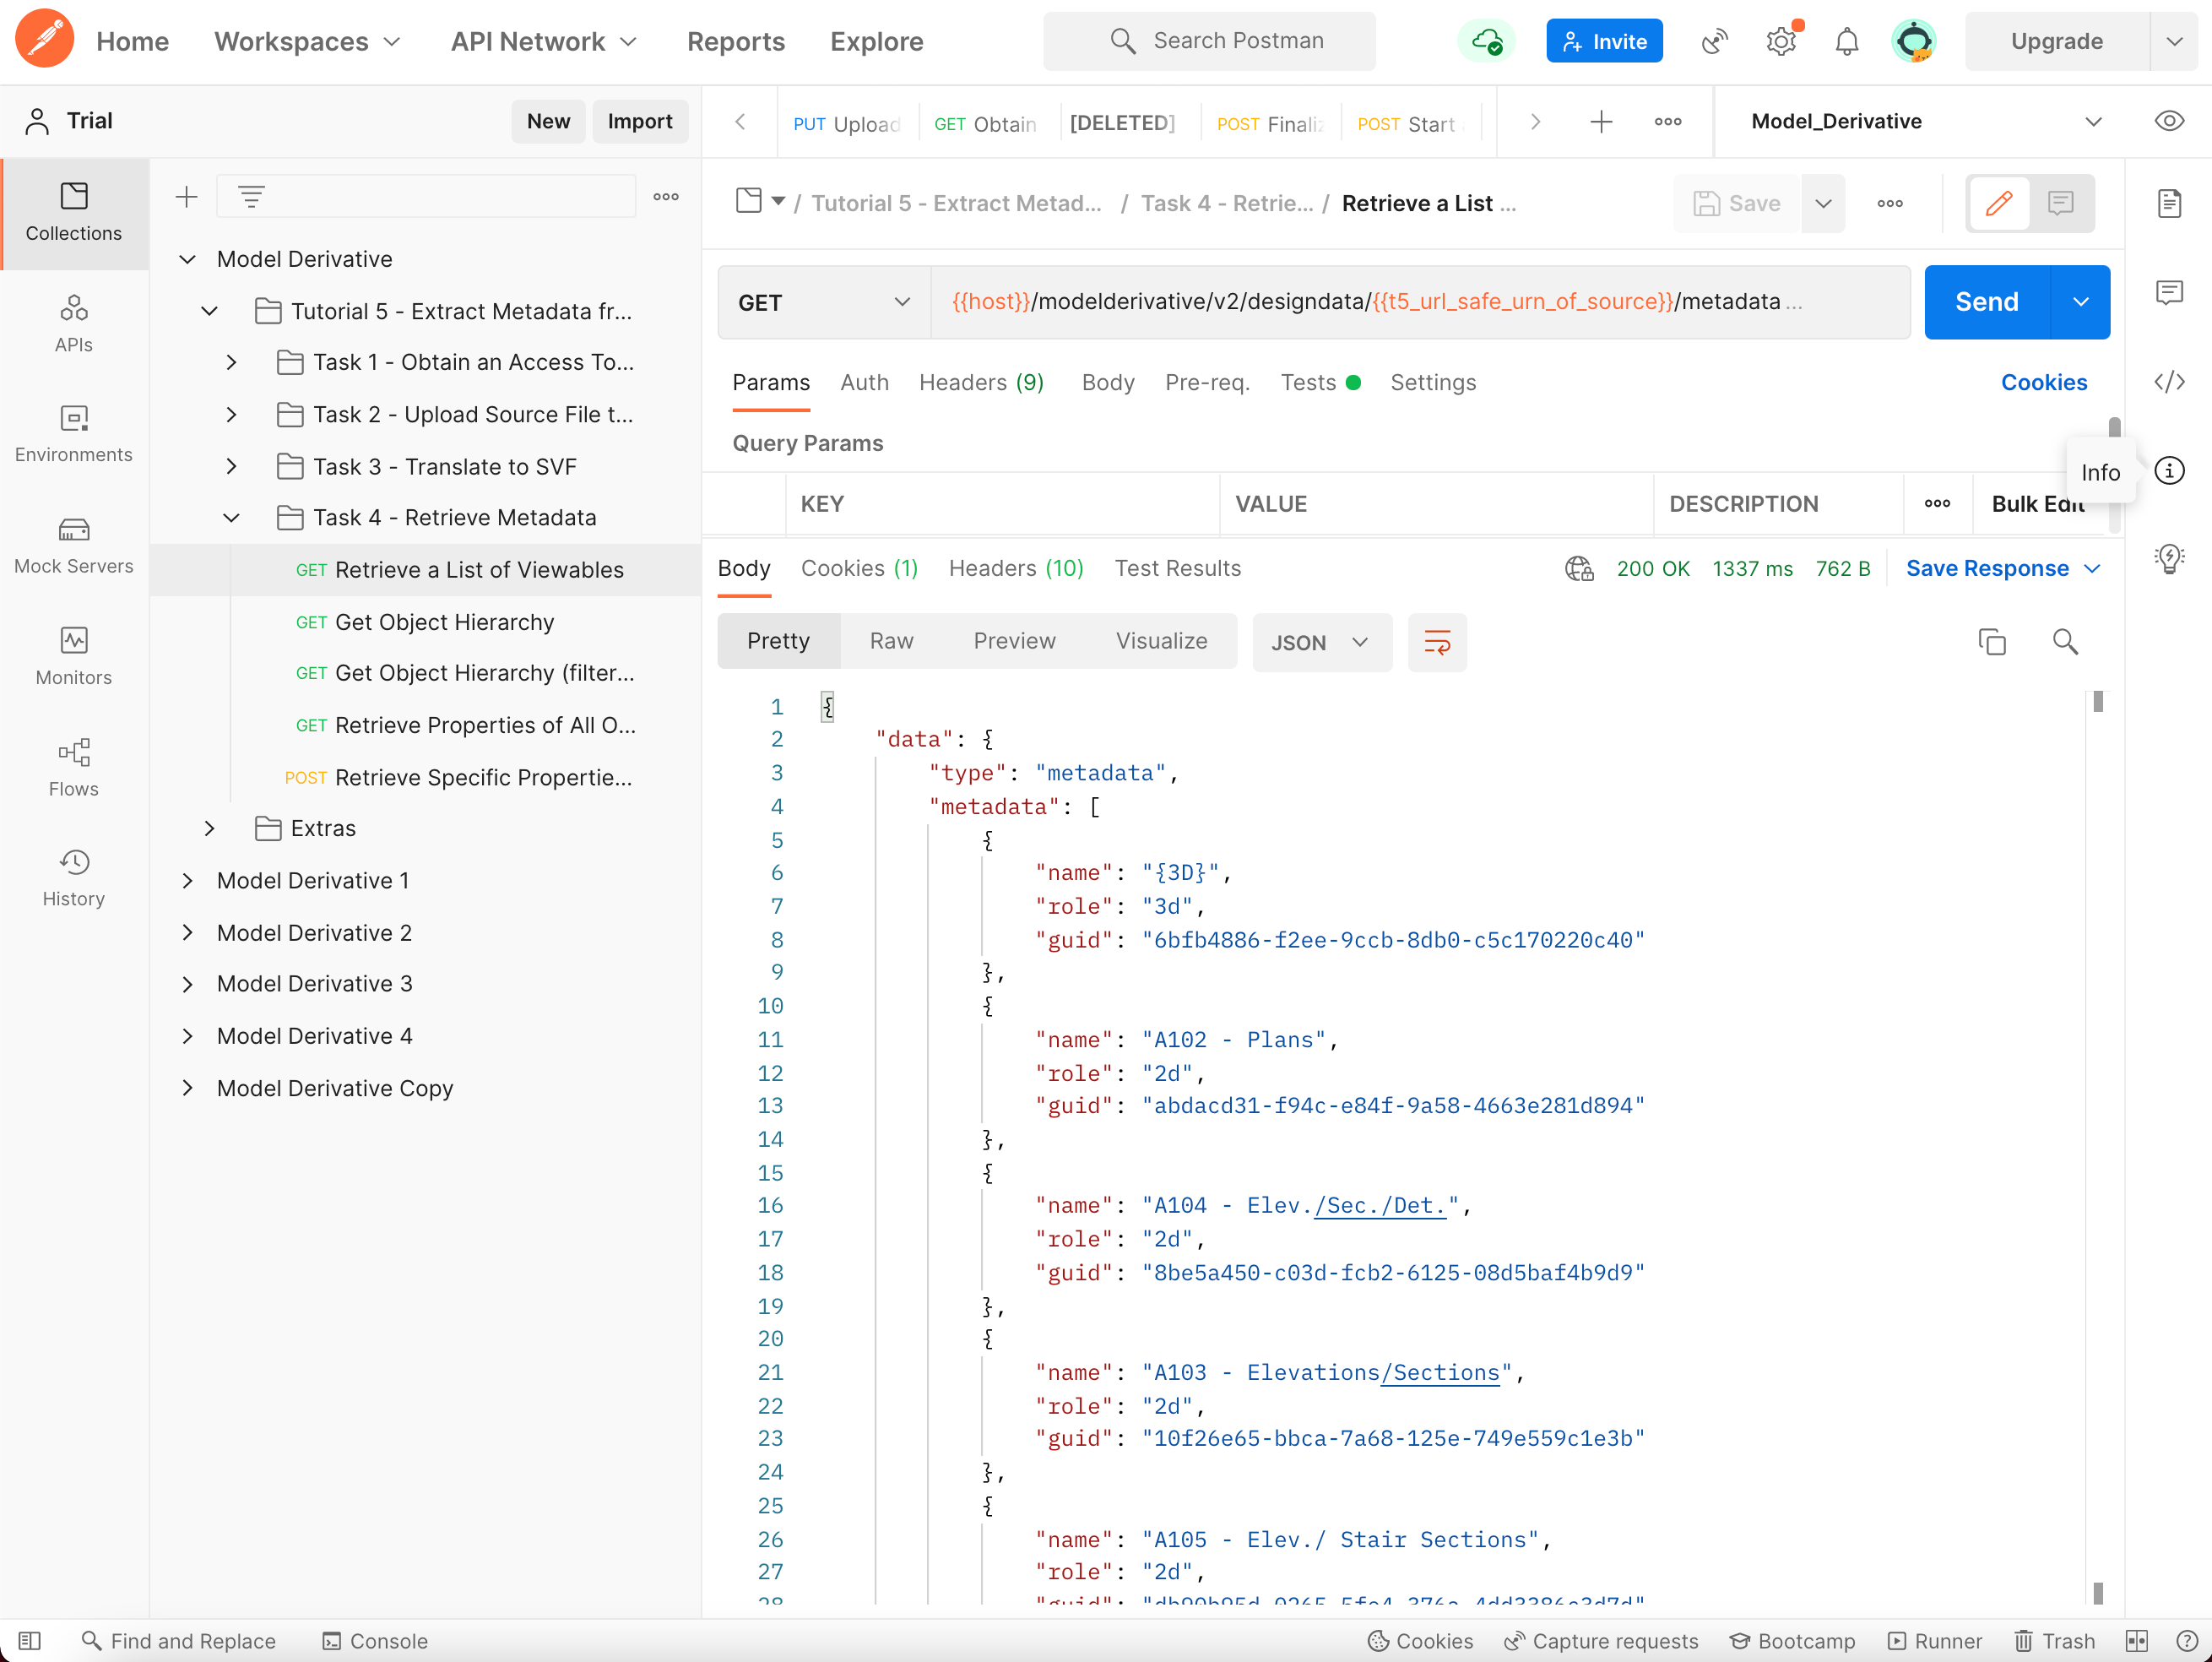 Home
Workspaces
API Network
Reports
Explore
Search Postman
Invite
Upgrade
Trial
New
Import
PUT Upload
GET Obtain
[DELETED]
POST Finaliz
POST Start
Model_Derivative
Collections
APIs
Environments
Mock Servers
Monitors
Flows
History
Model Derivative
Tutorial 5 - Extract Metadata fr...
Task 1 - Obtain an Access To...
Task 2 - Upload Source File t...
Task 3 - Translate to SVF
Task 4 - Retrieve Metadata
GET Retrieve a List of Viewables
GET Get Object Hierarchy
GET Get Object Hierarchy (filter...
GET Retrieve Properties of All O...
POST Retrieve Specific Propertie...
Extras
Model Derivative 1
Model Derivative 2
Model Derivative 3
Model Derivative 4
Model Derivative Copy
/ Tutorial 5 - Extract Metad... / Task 4 - Retrie... / Retrieve a List ...
Save
GET
{{host}}/modelderivative/v2/designdata/{{t5_url_safe_urn_of_source}}/metadata ...
Send
Params Auth Headers (9) Body Pre-req. Tests Settings
Cookies
Query Params
Info
KEY VALUE DESCRIPTION Bulk Edit
Body Cookies (1) Headers (10) Test Results
200 OK 1337 ms 762 B
Save Response
Pretty Raw Preview Visualize
JSON
1 {
2 "data": {
3 "type": "metadata",
4 "metadata": [
5 {
6 "name": "{3D}",
7 "role": "3d",
8 "guid": "6bfb4886-f2ee-9ccb-8db0-c5c170220c40"
9 },
10 {
11 "name": "A102 - Plans",
12 "role": "2d",
13 "guid": "abdacd31-f94c-e84f-9a58-4663e281d894"
14 },
15 {
16 "name": "A104 - Elev./Sec./Det.",
17 "role": "2d",
18 "guid": "8be5a450-c03d-fcb2-6125-08d5baf4b9d9"
19 },
20 {
21 "name": "A103 - Elevations/Sections",
22 "role": "2d",
23 "guid": "10f26e65-bbca-7a68-125e-749e559c1e3b"
24 },
25 {
26 "name": "A105 - Elev./ Stair Sections",
27 "role": "2d",
28 "guid":
Find and Replace
Console
Cookies
Capture requests
Bootcamp
Runner
Trash